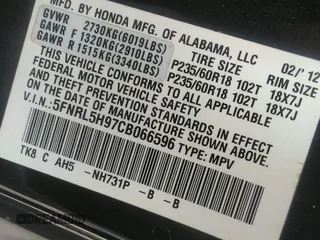 MFG. BY HONDA MFG. OF ALABAMA, LLC 02/'12
GVWR 2730KG(6019LBS) TIRE SIZE RIM SIZE
GAWR F 1320KG(2910LBS) P235/60R18 102T 18X7J
GAWR R 1515KG(3340LBS) P235/60R18 102T 18X7J
THIS VEHICLE CONFORMS TO ALL APPLICABLE
FEDERAL MOTOR VEHICLE SAFETY
AND THEFT PREVENTION STANDARDS IN EFFECT
ON THE DATE OF MANUFACTURE SHOWN ABOVE.
V.I.N.:5FNRL5H97CB066596 TYPE: MPV
TK8 C AH5 -NH731P -B -B